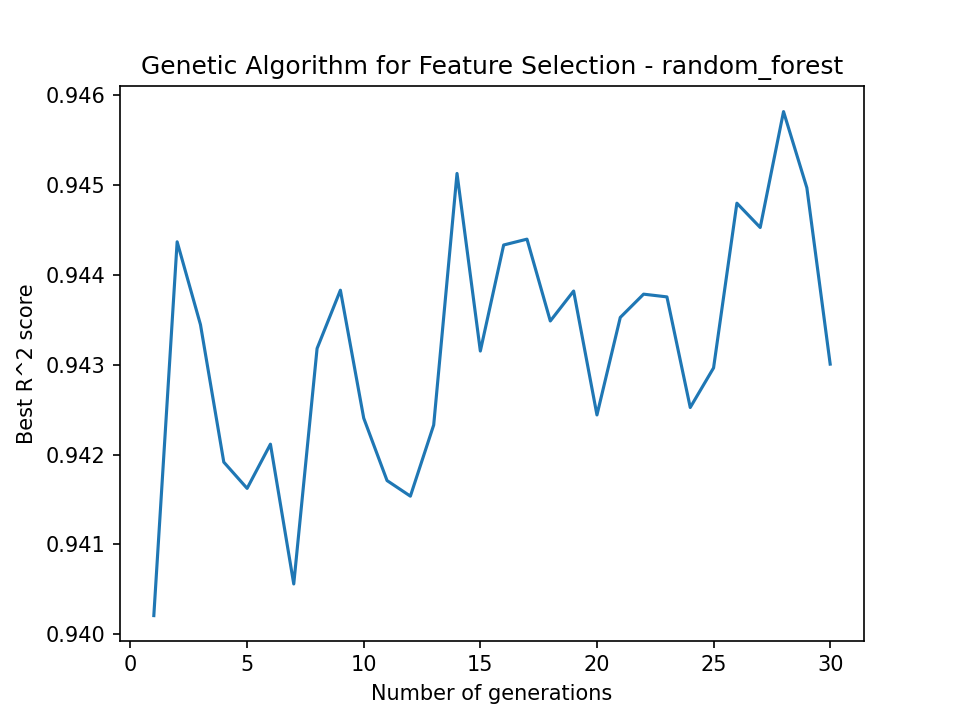 Genetic Algorithm for Feature Selection - random_forest
0.946
0.945
0.944
0.943
0.942
0.941
0.940
Best R^2 score
0 5 10 15 20 25 30
Number of generations